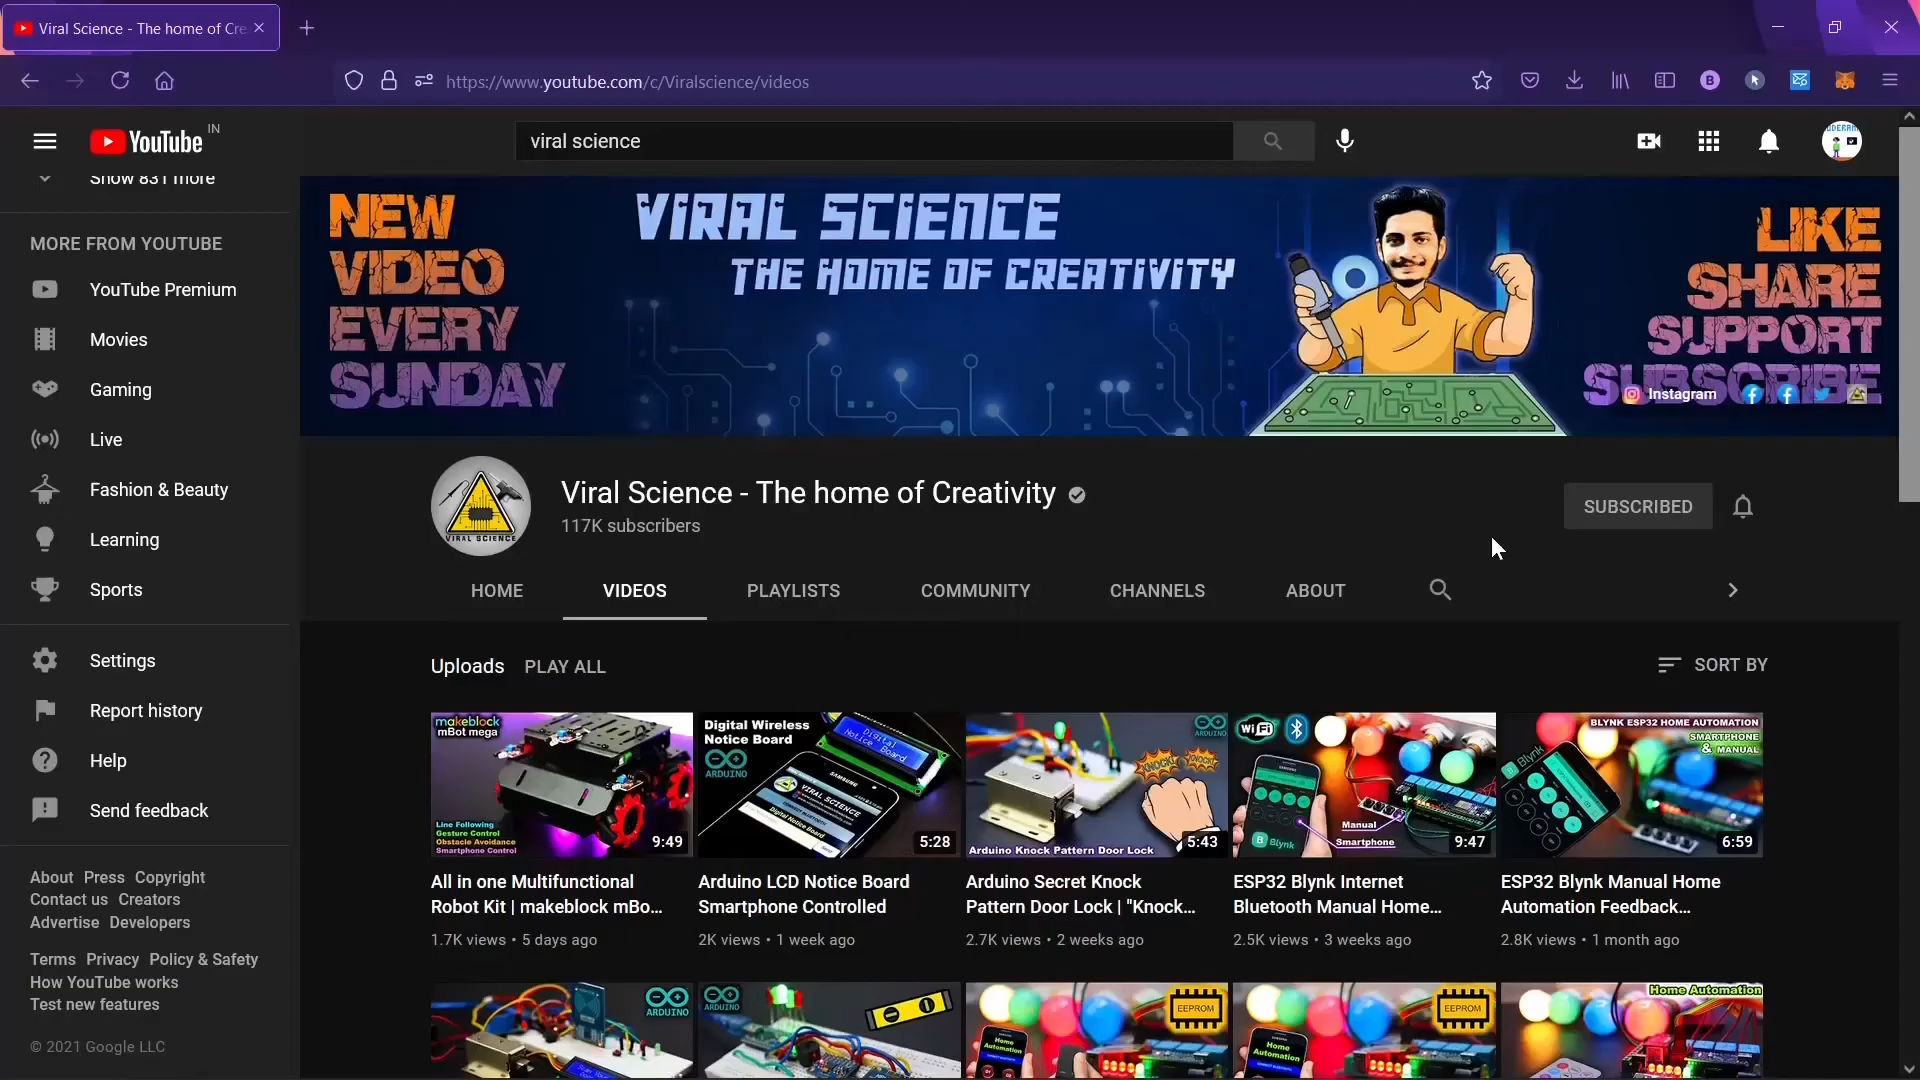 Viral Science - The home of Cre
https://www.youtube.com/c/Viralscience/videos
YouTube IN
viral science
Show 831 more
MORE FROM YOUTUBE
YouTube Premium
Movies
Gaming
Live
Fashion & Beauty
Learning
Sports
Settings
Report history
Help
Send feedback
About Press Copyright
Contact us Creators
Advertise Developers
Terms Privacy Policy & Safety
How YouTube works
Test new features
© 2021 Google LLC
NEW
VIDEO
EVERY
SUNDAY
VIRAL SCIENCE
THE HOME OF CREATIVITY
LIKE
SHARE
SUPPORT
SUBSCRIBE
Instagram
VIRAL SCIENCE
Viral Science - The home of Creativity
117K subscribers
SUBSCRIBED
HOME
VIDEOS
PLAYLISTS
COMMUNITY
CHANNELS
ABOUT
Uploads PLAY ALL
SORT BY
makeblock
mBot mega
Line Following
Gesture Control
Obstacle Avoidance
Smartphone Control
9:49
All in one Multifunctional
Robot Kit | makeblock mBo...
1.7K views • 5 days ago
Digital Wireless
Notice Board
ARDUINO
Digital
Notice Board
SAMSUNG
VIRAL SCIENCE
Digital Notice Board
5:28
Arduino LCD Notice Board
Smartphone Controlled
2K views • 1 week ago
ARDUINO
KNOCK!
KNOCK!
Arduino Knock Pattern Door Lock
5:43
Arduino Secret Knock
Pattern Door Lock | "Knock...
2.7K views • 2 weeks ago
WiFi
Manual
Smartphone
B Blynk
9:47
ESP32 Blynk Internet
Bluetooth Manual Home...
2.5K views • 3 weeks ago
BLYNK ESP32 HOME AUTOMATION
SMARTPHONE
& MANUAL
B Blynk
6:59
ESP32 Blynk Manual Home
Automation Feedback...
2.8K views • 1 month ago
ARDUINO
ARDUINO
EEPROM
Home
Automation
EEPROM
Home
Automation
Home Automation